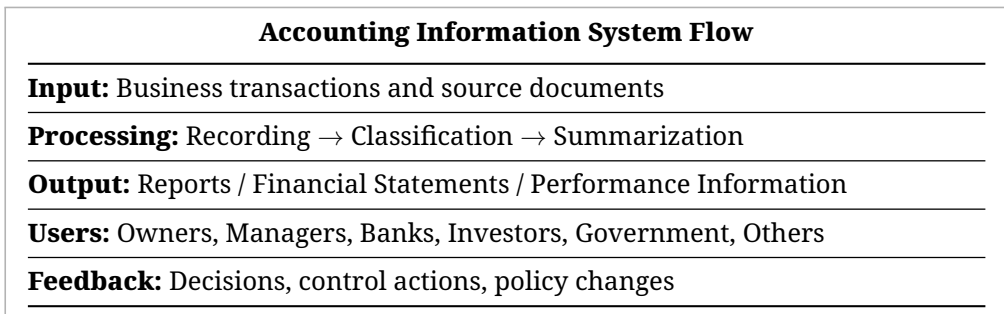 Accounting Information System Flow
Input: Business transactions and source documents
Processing: Recording → Classification → Summarization
Output: Reports / Financial Statements / Performance Information
Users: Owners, Managers, Banks, Investors, Government, Others
Feedback: Decisions, control actions, policy changes